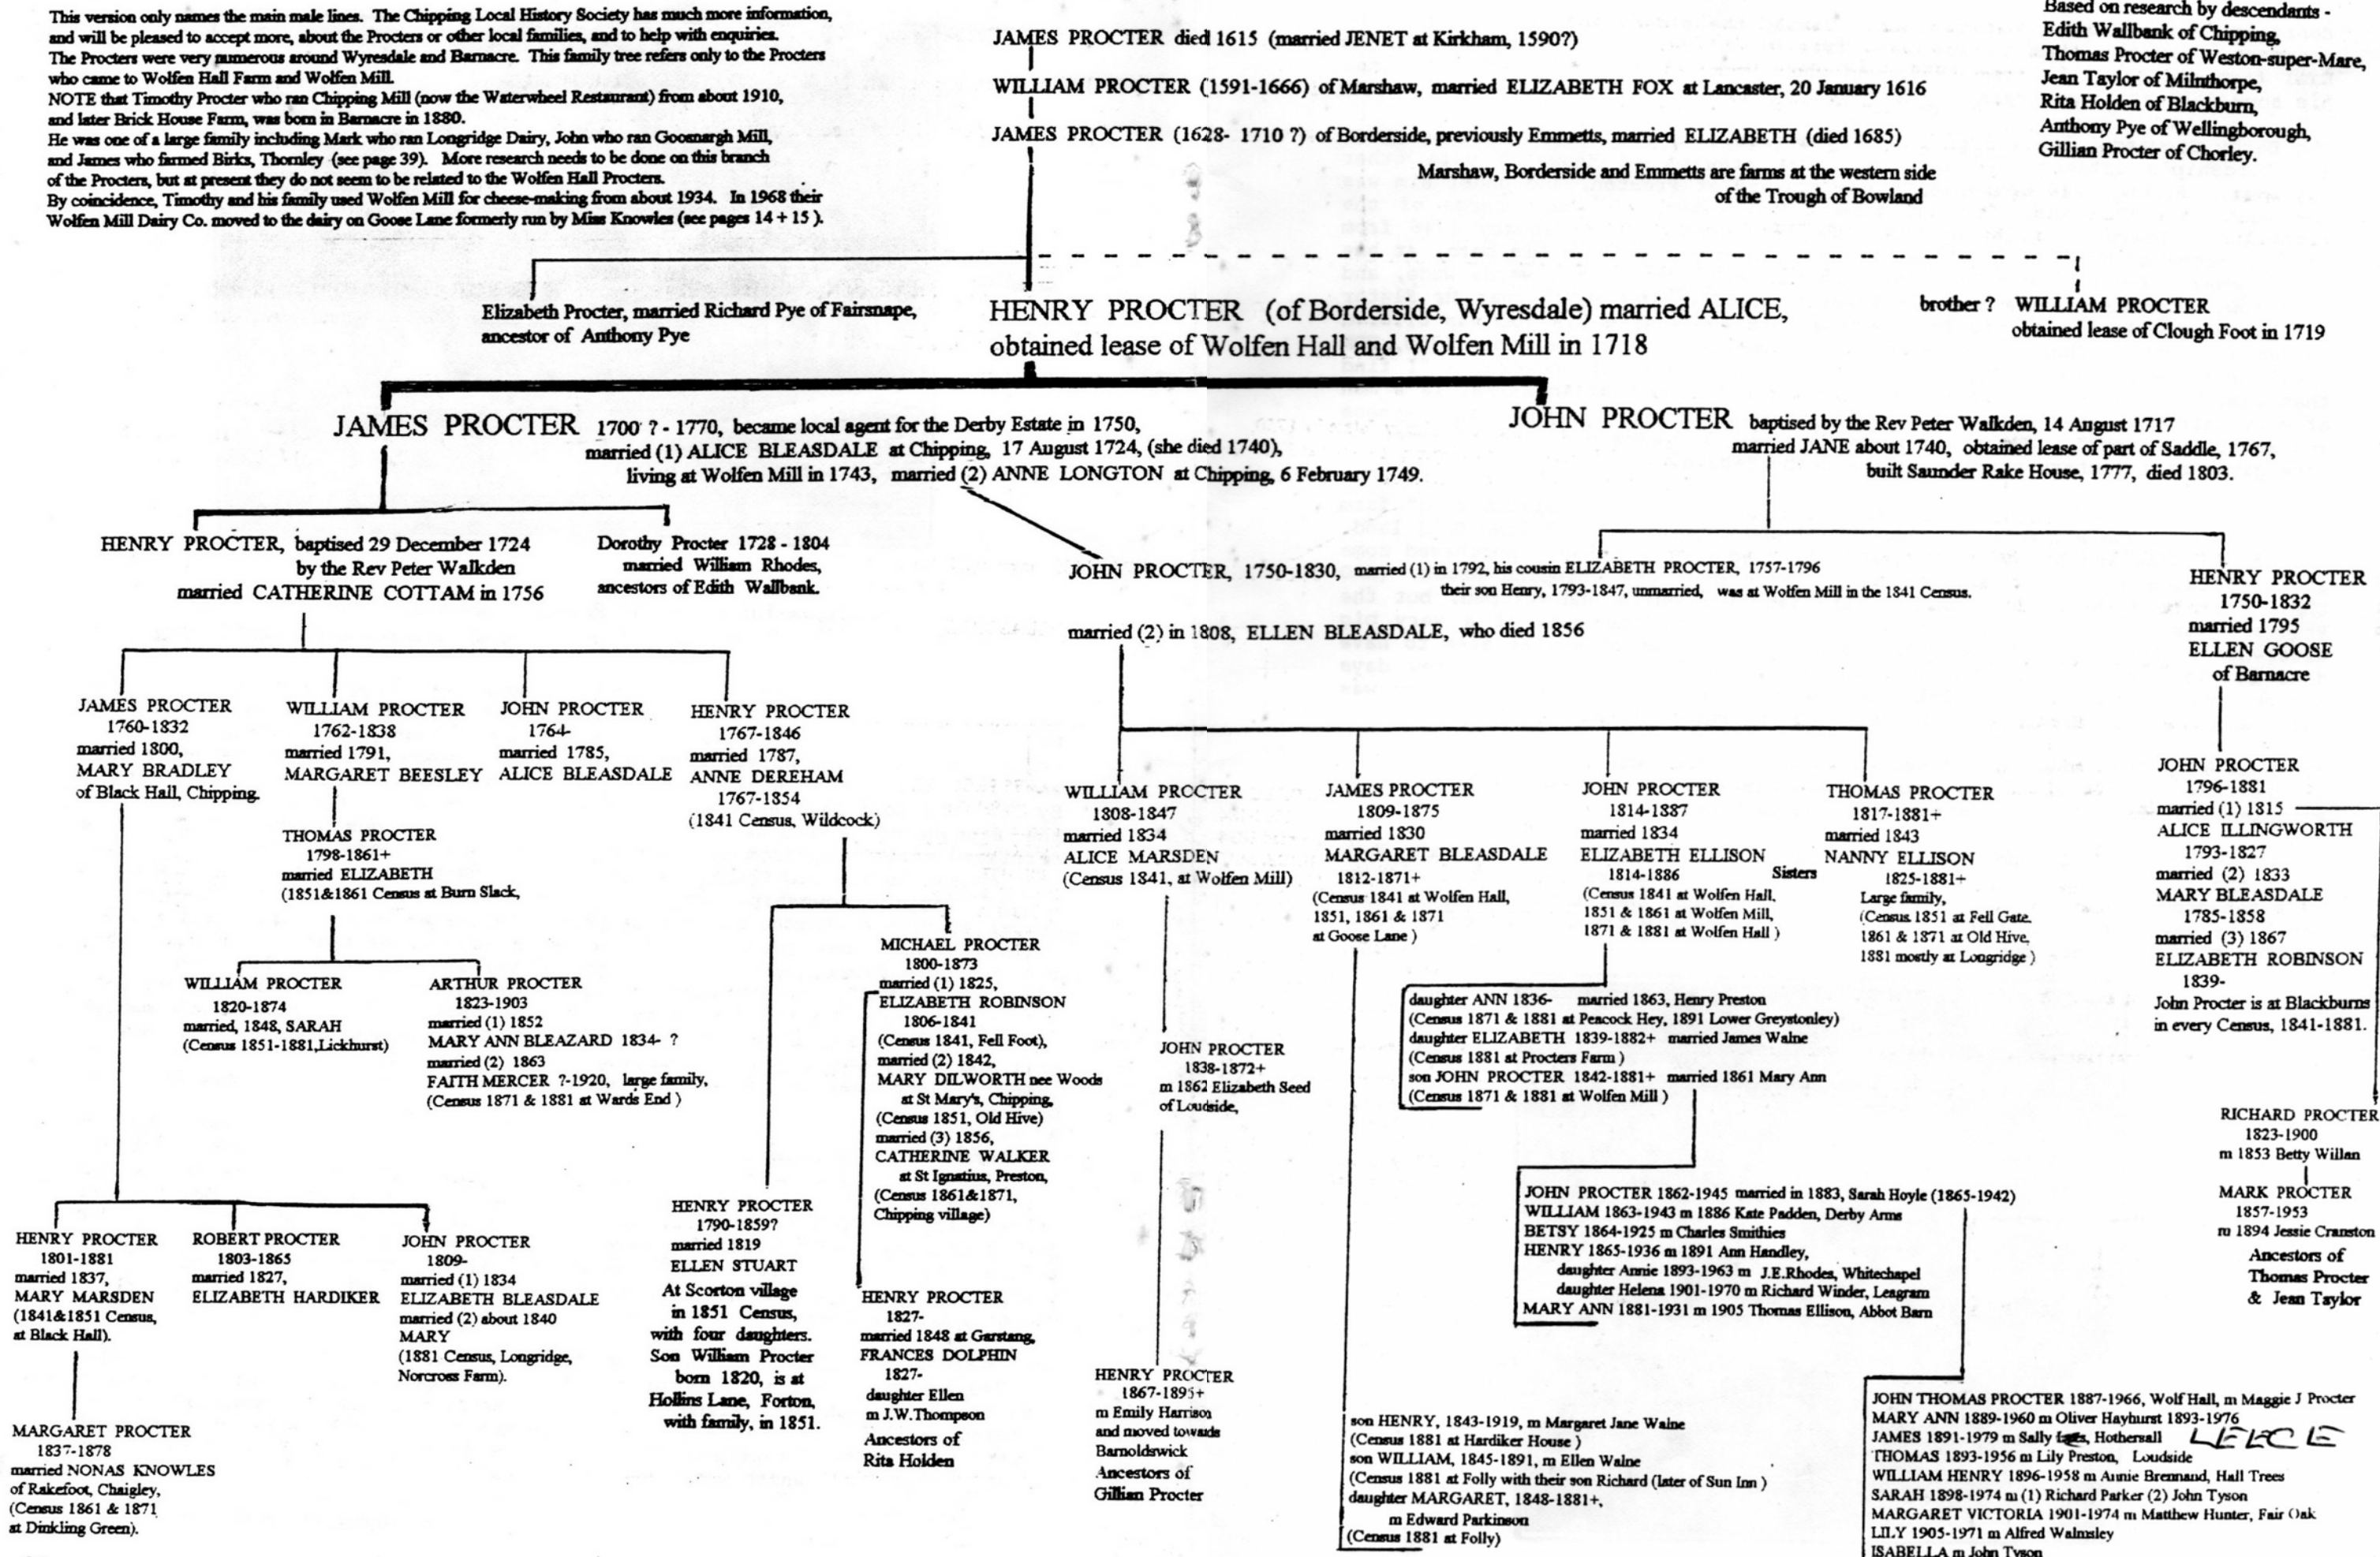 This version only names the main male lines. The Chipping Local History Society has much more information,
and will be pleased to accept more, about the Procters or other local families, and to help with enquiries.
The Procters were very numerous around Wyresdale and Barnacre. This family tree refers only to the Procters
who came to Wolfen Hall Farm and Wolfen Mill.
NOTE that Timothy Procter who ran Chipping Mill (now the Waterwheel Restaurant) from about 1910,
and later Brick House Farm, was born in Barnacre in 1880.
He was one of a large family including Mark who ran Longridge Dairy, John who ran Goosnargh Mill,
and James who farmed Birks, Thornley (see page 39). More research needs to be done on this branch
of the Procters, but at present they do not seem to be related to the Wolfen Hall Procters.
By coincidence, Timothy and his family used Wolfen Mill for cheese-making from about 1934. In 1968 their
Wolfen Mill Dairy Co. moved to the dairy on Goose Lane formerly run by Miss Knowles (see pages 14 + 15 ).
JAMES PROCTER died 1615 (married JENET at Kirkham, 1590?)
WILLIAM PROCTER (1591-1666) of Marshaw, married ELIZABETH FOX at Lancaster, 20 January 1616
JAMES PROCTER (1628- 1710 ?) of Borderside, previously Emmetts, married ELIZABETH (died 1685)
Marshaw, Borderside and Emmetts are farms at the western side
of the Trough of Bowland
Based on research by descendants -
Edith Wallbank of Chipping,
Thomas Procter of Weston-super-Mare,
Jean Taylor of Milnthorpe,
Rita Holden of Blackburn,
Anthony Pye of Wellingborough,
Gillian Procter of Chorley.
Elizabeth Procter, married Richard Pye of Fairsnape,
ancestor of Anthony Pye
HENRY PROCTER (of Borderside, Wyresdale) married ALICE,
obtained lease of Wolfen Hall and Wolfen Mill in 1718
brother ? WILLIAM PROCTER
obtained lease of Clough Foot in 1719
JAMES PROCTER 1700 ? - 1770, became local agent for the Derby Estate in 1750,
married (1) ALICE BLEASDALE at Chipping, 17 August 1724, (she died 1740),
living at Wolfen Mill in 1743, married (2) ANNE LONGTON at Chipping, 6 February 1749.
JOHN PROCTER baptised by the Rev Peter Walkden, 14 August 1717
married JANE about 1740, obtained lease of part of Saddle, 1767,
built Saunder Rake House, 1777, died 1803.
HENRY PROCTER, baptised 29 December 1724
by the Rev Peter Walkden
married CATHERINE COTTAM in 1756
Dorothy Procter 1728 - 1804
married William Rhodes,
ancestors of Edith Wallbank.
JOHN PROCTER, 1750-1830, married (1) in 1792, his cousin ELIZABETH PROCTER, 1757-1796
their son Henry, 1793-1847, unmarried, was at Wolfen Mill in the 1841 Census.
married (2) in 1808, ELLEN BLEASDALE, who died 1856
HENRY PROCTER
1750-1832
married 1795
ELLEN GOOSE
of Barnacre
JAMES PROCTER
1760-1832
married 1800,
MARY BRADLEY
of Black Hall, Chipping.
WILLIAM PROCTER
1762-1838
married 1791,
MARGARET BEESLEY
JOHN PROCTER
1764-
married 1785,
ALICE BLEASDALE
HENRY PROCTER
1767-1846
married 1787,
ANNE DEREHAM
1767-1854
(1841 Census, Wildcock)
THOMAS PROCTER
1798-1861+
married ELIZABETH
(1851&1861 Census at Burn Slack,
WILLIAM PROCTER
1808-1847
married 1834
ALICE MARSDEN
(Census 1841, at Wolfen Mill)
JAMES PROCTER
1809-1875
married 1830
MARGARET BLEASDALE
1812-1871+
(Census 1841 at Wolfen Hall,
1851, 1861 & 1871
at Goose Lane )
JOHN PROCTER
1814-1887
married 1834
ELIZABETH ELLISON
1814-1886
(Census 1841 at Wolfen Hall,
1851 & 1861 at Wolfen Mill,
1871 & 1881 at Wolfen Hall )
Sisters
THOMAS PROCTER
1817-1881+
married 1843
NANNY ELLISON
1825-1881+
Large family,
(Census 1851 at Fell Gate,
1861 & 1871 at Old Hive,
1881 mostly at Longridge )
JOHN PROCTER
1796-1881
married (1) 1815
ALICE ILLINGWORTH
1793-1827
married (2) 1833
MARY BLEASDALE
1785-1858
married (3) 1867
ELIZABETH ROBINSON
1839-
John Procter is at Blackburns
in every Census, 1841-1881.
WILLIAM PROCTER
1820-1874
married, 1848, SARAH
(Census 1851-1881,Lickhurst)
ARTHUR PROCTER
1823-1903
married (1) 1852
MARY ANN BLEAZARD 1834- ?
married (2) 1863
FAITH MERCER ?-1920, large family,
(Census 1871 & 1881 at Wards End )
MICHAEL PROCTER
1800-1873
married (1) 1825,
ELIZABETH ROBINSON
1806-1841
(Census 1841, Fell Foot),
married (2) 1842,
MARY DILWORTH nee Woods
at St Mary's, Chipping,
(Census 1851, Old Hive)
married (3) 1856,
CATHERINE WALKER
at St Ignatius, Preston,
(Census 1861&1871,
Chipping village)
JOHN PROCTER
1838-1872+
m 1862 Elizabeth Seed
of Loudside,
daughter ANN 1836- married 1863, Henry Preston
(Census 1871 & 1881 at Peacock Hey, 1891 Lower Greystonley)
daughter ELIZABETH 1839-1882+ married James Walne
(Census 1881 at Procters Farm )
son JOHN PROCTER 1842-1881+ married 1861 Mary Ann
(Census 1871 & 1881 at Wolfen Mill )
RICHARD PROCTER
1823-1900
m 1853 Betty Willan
MARK PROCTER
1857-1953
m 1894 Jessie Cranston
Ancestors of
Thomas Procter
& Jean Taylor
JOHN PROCTER 1862-1945 married in 1883, Sarah Hoyle (1865-1942)
WILLIAM 1863-1943 m 1886 Kate Padden, Derby Arms
BETSY 1864-1925 m Charles Smithies
HENRY 1865-1936 m 1891 Ann Handley,
daughter Annie 1893-1963 m J.E.Rhodes, Whitechapel
daughter Helena 1901-1970 m Richard Winder, Leagram
MARY ANN 1881-1931 m 1905 Thomas Ellison, Abbot Barn
HENRY PROCTER
1801-1881
married 1837,
MARY MARSDEN
(1841&1851 Census,
at Black Hall).
ROBERT PROCTER
1803-1865
married 1827,
ELIZABETH HARDIKER
JOHN PROCTER
1809-
married (1) 1834
ELIZABETH BLEASDALE
married (2) about 1840
MARY
(1881 Census, Longridge,
Norcross Farm).
HENRY PROCTER
1790-1859?
married 1819
ELLEN STUART
At Scorton village
in 1851 Census,
with four daughters.
Son William Procter
born 1820, is at
Hollins Lane, Forton,
with family, in 1851.
HENRY PROCTER
1827-
married 1848 at Garstang,
FRANCES DOLPHIN
1827-
daughter Ellen
m J.W.Thompson
Ancestors of
Rita Holden
HENRY PROCTER
1867-1895+
m Emily Harrison
and moved towards
Barnoldswick
Ancestors of
Gillian Procter
MARGARET PROCTER
1837-1878
married NONAS KNOWLES
of Rakefoot, Chaigley,
(Census 1861 & 1871
at Dinkling Green).
son HENRY, 1843-1919, m Margaret Jane Walne
(Census 1881 at Hardiker House )
son WILLIAM, 1845-1891, m Ellen Walne
(Census 1881 at Folly with their son Richard (later of Sun Inn )
daughter MARGARET, 1848-1881+,
m Edward Parkinson
(Census 1881 at Folly)
JOHN THOMAS PROCTER 1887-1966, Wolf Hall, m Maggie J Procter
MARY ANN 1889-1960 m Oliver Hayhurst 1893-1976
JAMES 1891-1979 m Sally Hothersall
THOMAS 1893-1956 m Lily Preston, Loudside
WILLIAM HENRY 1896-1958 m Annie Brennand, Hall Trees
SARAH 1898-1974 m (1) Richard Parker (2) John Tyson
MARGARET VICTORIA 1901-1974 m Matthew Hunter, Fair Oak
LILY 1905-1971 m Alfred Walmsley
ISABELLA m John Tyson